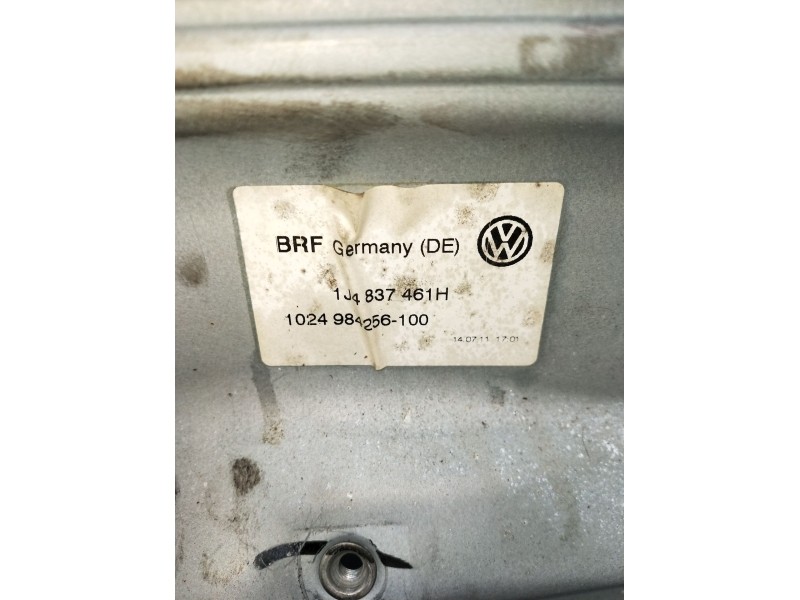 BRF Germany (DE)
1J4 837 461H
1024 984256-100
14.07.11 17:01